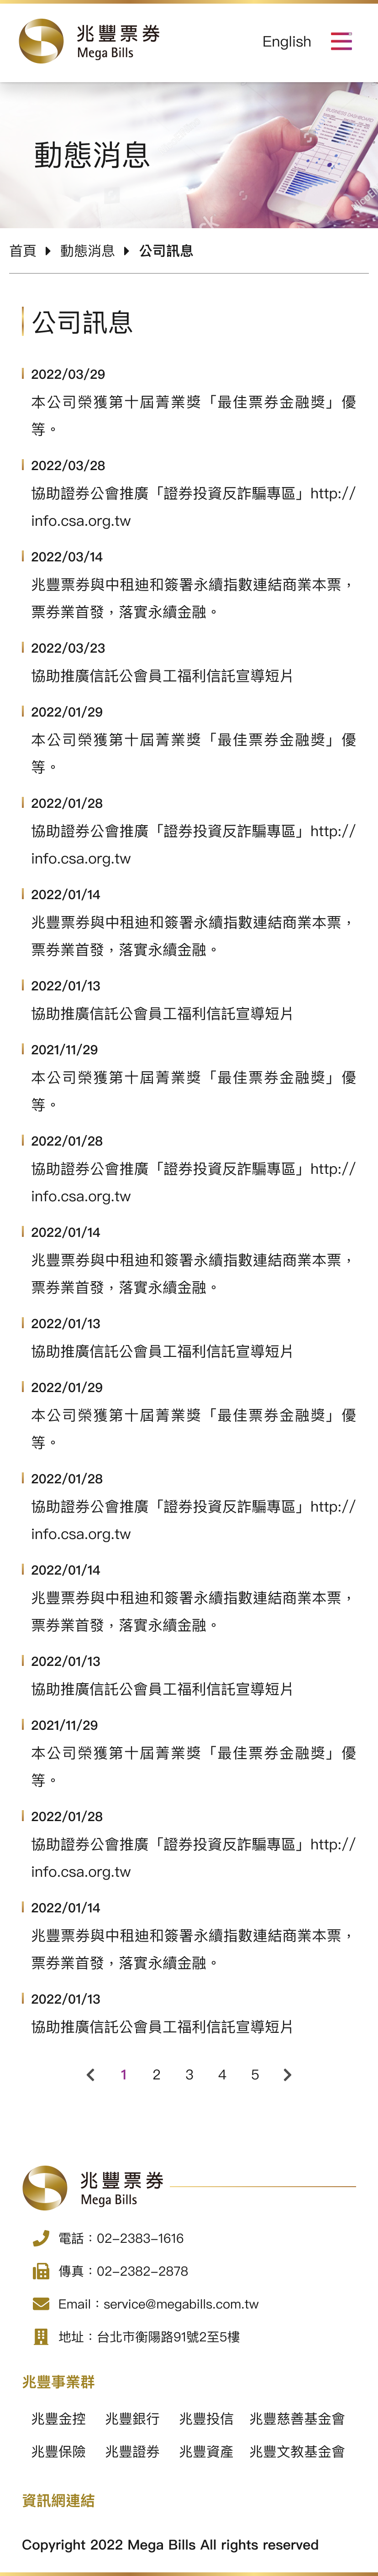 兆豐票券
Mega Bills
English
動態消息
首頁 動態消息 公司訊息
公司訊息
2022/03/29
本公司榮獲第十屆菁業獎「最佳票券金融獎」優
等。
2022/03/28
協助證券公會推廣「證券投資反詐騙專區」http://
info.csa.org.tw
2022/03/14
兆豐票券與中租迪和簽署永續指數連結商業本票，
票券業首發，落實永續金融。
2022/03/23
協助推廣信託公會員工福利信託宣導短片
2022/01/29
本公司榮獲第十屆菁業獎「最佳票券金融獎」優
等。
2022/01/28
協助證券公會推廣「證券投資反詐騙專區」http://
info.csa.org.tw
2022/01/14
兆豐票券與中租迪和簽署永續指數連結商業本票，
票券業首發，落實永續金融。
2022/01/13
協助推廣信託公會員工福利信託宣導短片
2021/11/29
本公司榮獲第十屆菁業獎「最佳票券金融獎」優
等。
2022/01/28
協助證券公會推廣「證券投資反詐騙專區」http://
info.csa.org.tw
2022/01/14
兆豐票券與中租迪和簽署永續指數連結商業本票，
票券業首發，落實永續金融。
2022/01/13
協助推廣信託公會員工福利信託宣導短片
2022/01/29
本公司榮獲第十屆菁業獎「最佳票券金融獎」優
等。
2022/01/28
協助證券公會推廣「證券投資反詐騙專區」http://
info.csa.org.tw
2022/01/14
兆豐票券與中租迪和簽署永續指數連結商業本票，
票券業首發，落實永續金融。
2022/01/13
協助推廣信託公會員工福利信託宣導短片
2021/11/29
本公司榮獲第十屆菁業獎「最佳票券金融獎」優
等。
2022/01/28
協助證券公會推廣「證券投資反詐騙專區」http://
info.csa.org.tw
2022/01/14
兆豐票券與中租迪和簽署永續指數連結商業本票，
票券業首發，落實永續金融。
2022/01/13
協助推廣信託公會員工福利信託宣導短片
1 2 3 4 5
兆豐票券
Mega Bills
電話：02-2383-1616
傳真：02-2382-2878
Email：service@megabills.com.tw
地址：台北市衡陽路91號2至5樓
兆豐事業群
兆豐金控 兆豐銀行 兆豐投信 兆豐慈善基金會
兆豐保險 兆豐證券 兆豐資產 兆豐文教基金會
資訊網連結
Copyright 2022 Mega Bills All rights reserved